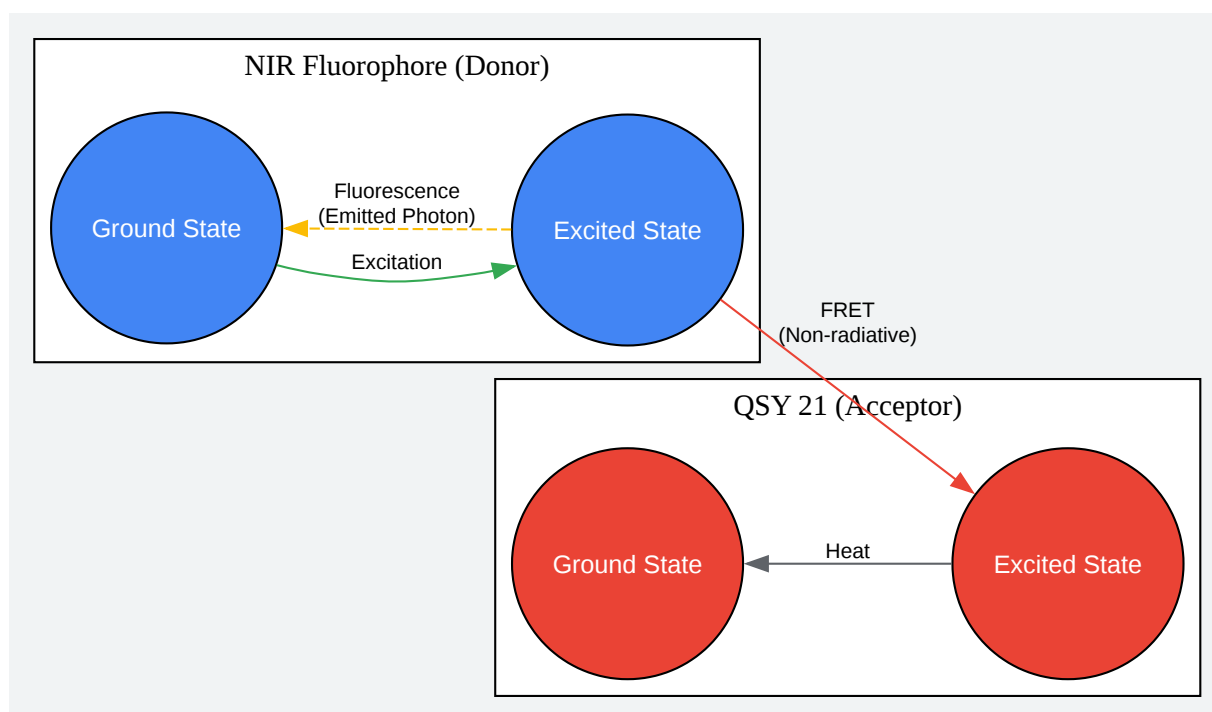 NIR Fluorophore (Donor)
Ground State
Fluorescence
(Emitted Photon)
Excitation
Excited State
FRET
(Non-radiative)
QSY 21 (Acceptor)
Ground State
Heat
Excited State